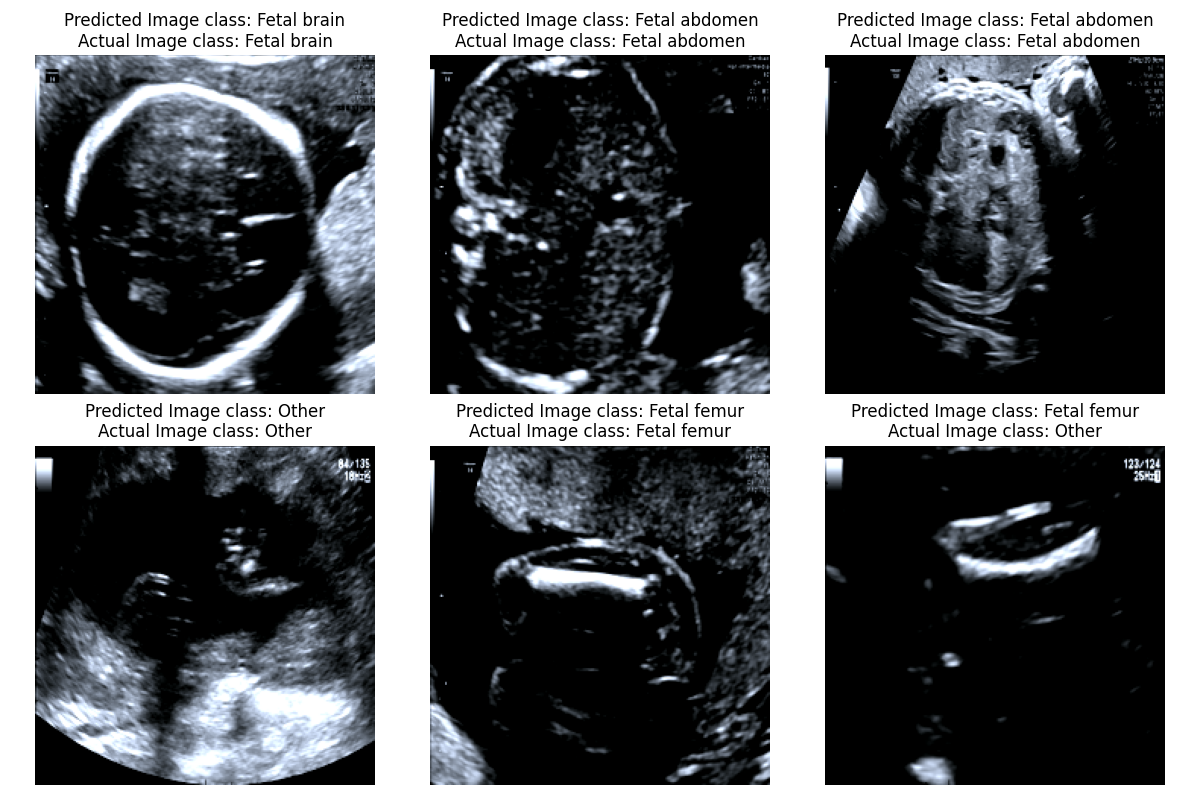 Predicted Image class: Fetal brain
Actual Image class: Fetal brain
Predicted Image class: Fetal abdomen
Actual Image class: Fetal abdomen
Predicted Image class: Fetal abdomen
Actual Image class: Fetal abdomen
Predicted Image class: Other
Actual Image class: Other
84/135
18Hz
Predicted Image class: Fetal femur
Actual Image class: Fetal femur
Predicted Image class: Fetal femur
Actual Image class: Other
123/124
25Hz